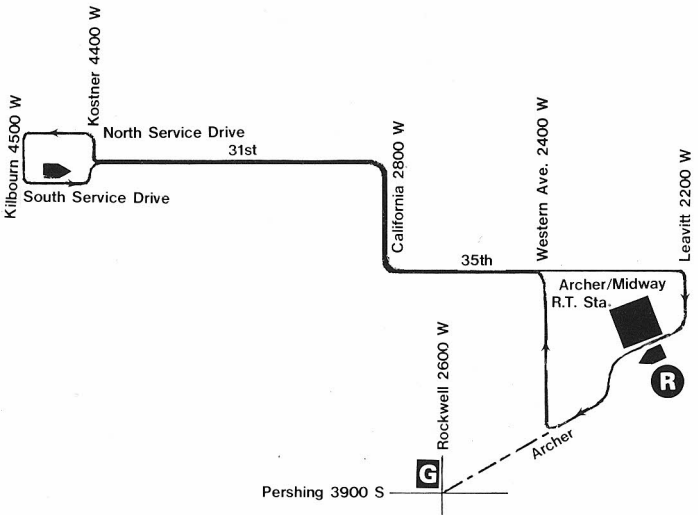 Kostner 4400 W
Kilbourn 4500 W
North Service Drive
31st
South Service Drive
California 2800 W
Western Ave. 2400 W
Leavitt 2200 W
35th
Archer/Midway
R.T. Sta.
R
Rockwell 2600 W
Archer
G
Pershing 3900 S